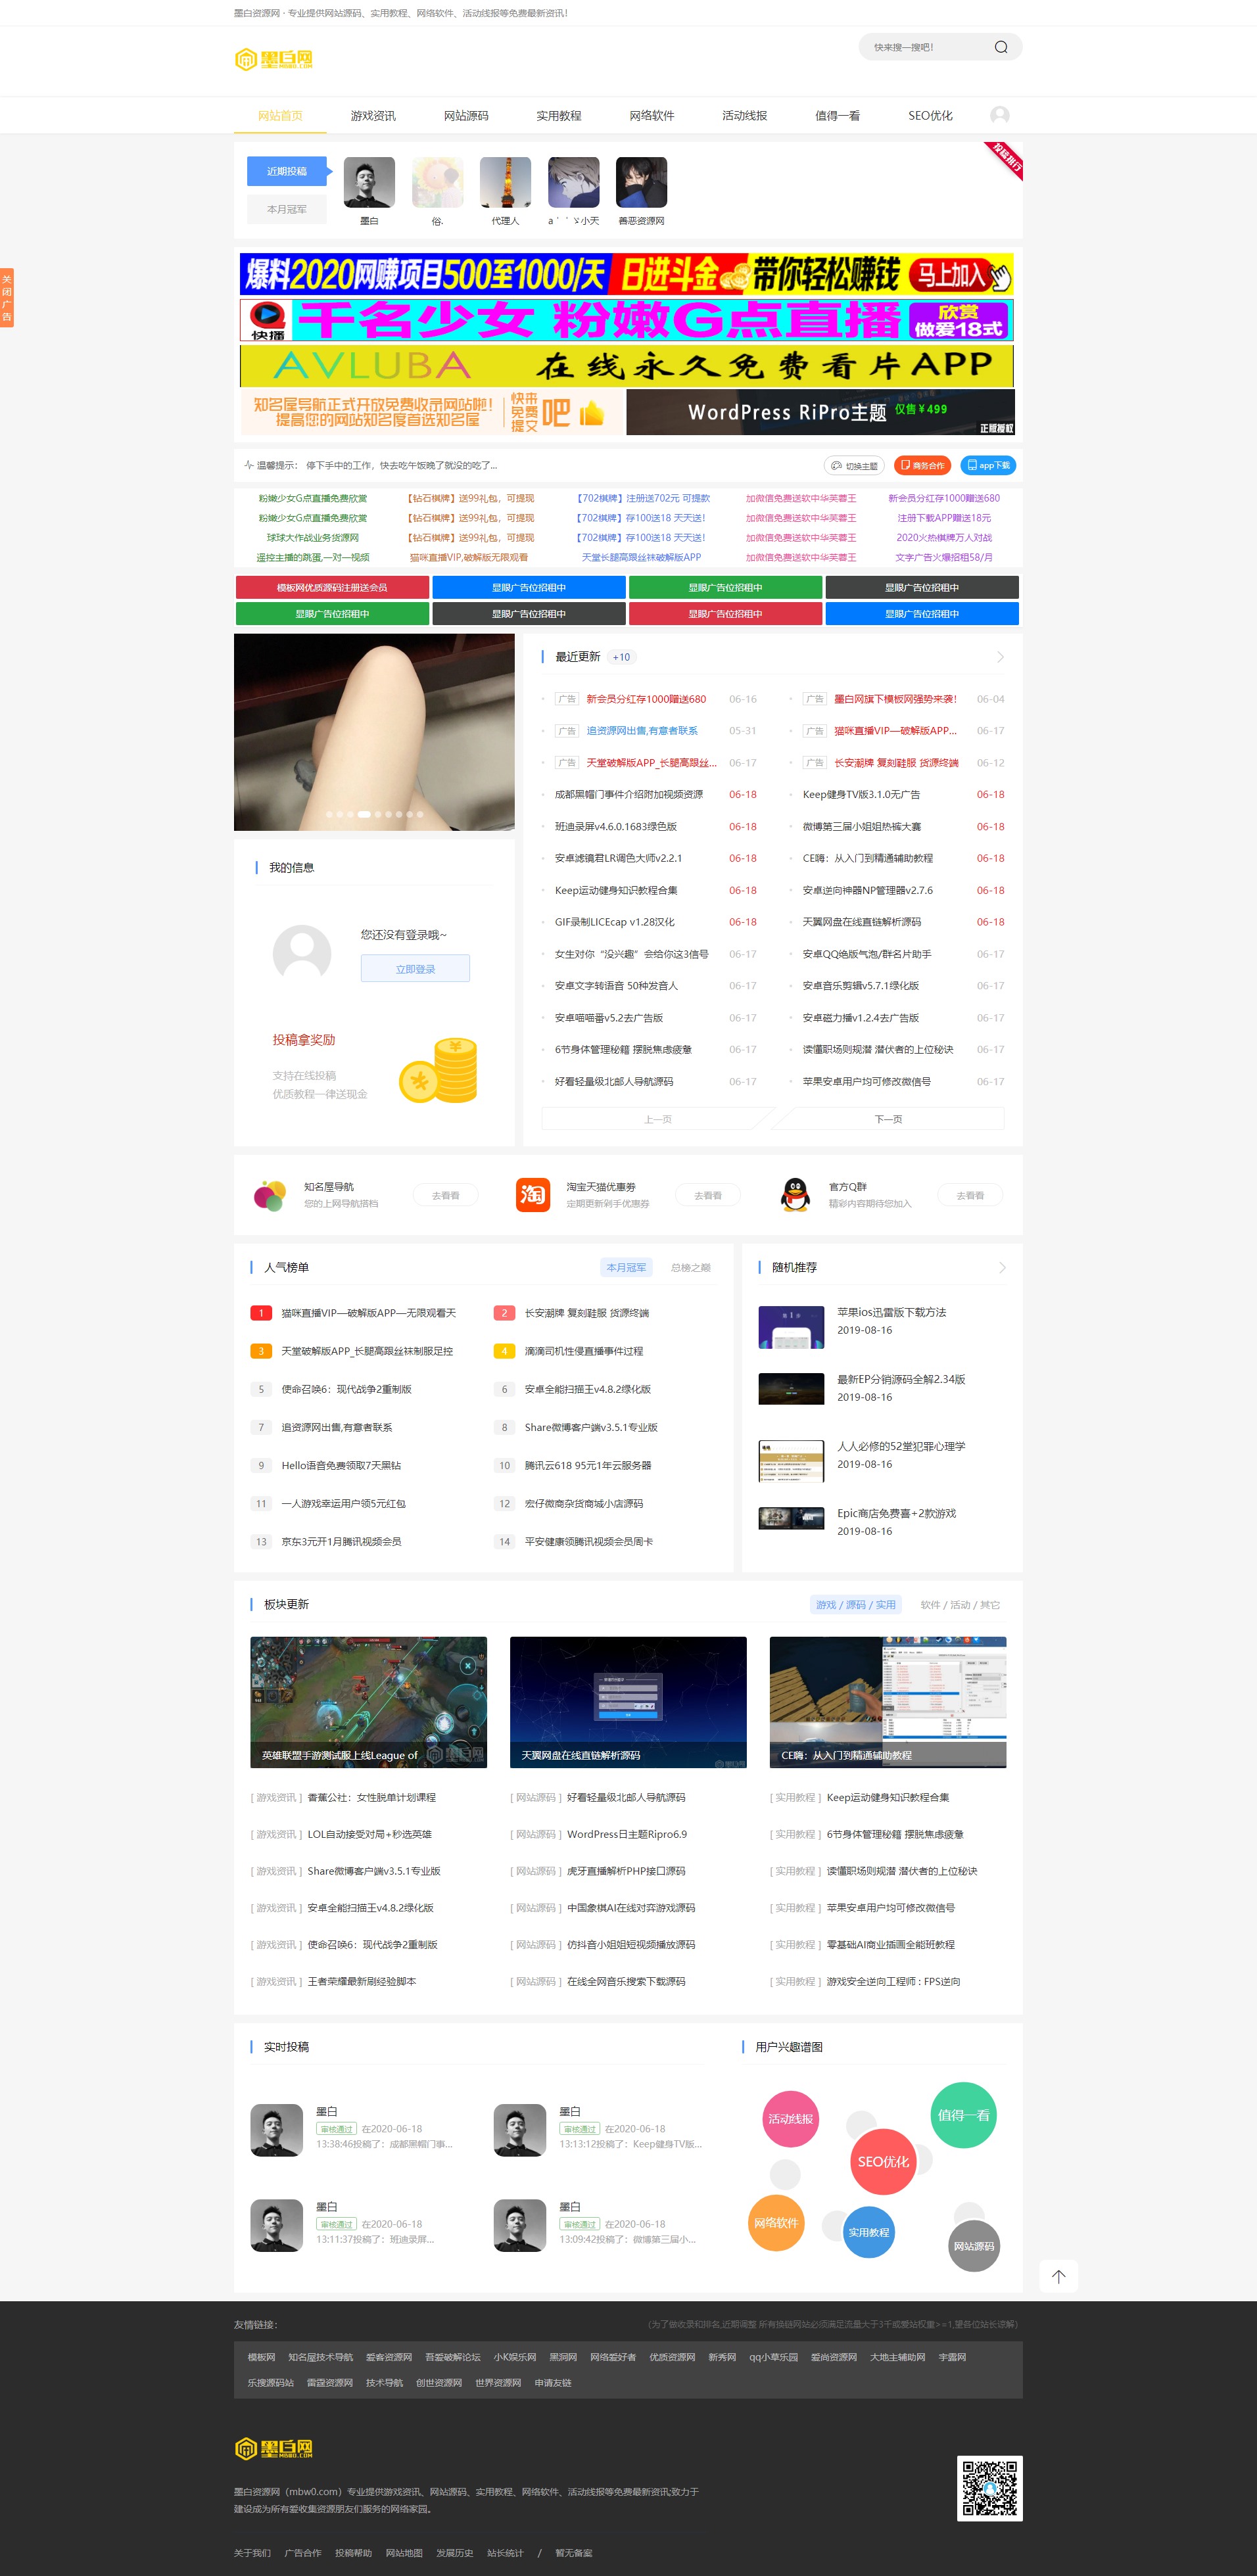 墨白资源网 - 专业提供网站源码、实用教程、网络软件、活动线报等免费最新资讯！
墨白网
MBW0.COM
快来搜一搜吧！
网站首页 游戏资讯 网站源码 实用教程 网络软件 活动线报 值得一看 SEO优化
投稿排行
近期投稿
本月冠军
墨白 俗. 代理人 善恶资源网
关闭广告
爆料2020网赚项目500至1000/天 日进斗金 带你轻松赚钱 马上加入
快播 千名少女 粉嫩G点直播 欣赏 做爱18式
AVLUBA 在线永久免费看片APP
知名屋导航正式开放免费收录网站啦！ 快来免费提交吧
提高您的网站知名度首选知名屋
WordPress RiPro主题 仅售￥499 正版授权
温馨提示： 停下手中的工作，快去吃午饭晚了就没的吃了...
切换主题 商务合作 app下载
粉嫩少女G点直播免费欣赏 【钻石棋牌】送99礼包，可提现 【702棋牌】注册送702元 可提款 加微信免费送软中华芙蓉王 新会员分红存1000赠送680
粉嫩少女G点直播免费欣赏 【钻石棋牌】送99礼包，可提现 【702棋牌】存100送18 天天送！ 加微信免费送软中华芙蓉王 注册下载APP赠送18元
球球大作战业务货源网 【钻石棋牌】送99礼包，可提现 【702棋牌】存100送18 天天送！ 加微信免费送软中华芙蓉王 2020火热棋牌万人对战
遥控主播的跳蛋,一对一视频 猫咪直播VIP,破解版无限观看 天堂长腿高跟丝袜破解版APP 加微信免费送软中华芙蓉王 文字广告火爆招租58/月
模板网优质源码注册送会员 显眼广告位招租中 显眼广告位招租中 显眼广告位招租中
显眼广告位招租中 显眼广告位招租中 显眼广告位招租中 显眼广告位招租中
最近更新 +10
广告 新会员分红存1000赠送680 06-16
广告 墨白网旗下模板网强势来袭！ 06-04
广告 追资源网出售,有意者联系 05-31
广告 猫咪直播VIP—破解版APP... 06-17
广告 天堂破解版APP_长腿高跟丝... 06-17
广告 长安潮牌 复刻鞋服 货源终端 06-12
成都黑帽门事件介绍附加视频资源 06-18
Keep健身TV版3.1.0无广告 06-18
班迪录屏v4.6.0.1683绿色版 06-18
微博第三届小姐姐热裤大赛 06-18
安卓滤镜君LR调色大师v2.2.1 06-18
CE嗨：从入门到精通辅助教程 06-18
Keep运动健身知识教程合集 06-18
安卓逆向神器NP管理器v2.7.6 06-18
GIF录制LICEcap v1.28汉化 06-18
天翼网盘在线直链解析源码 06-18
女生对你“没兴趣”会给你这3信号 06-17
安卓QQ绝版气泡/群名片助手 06-17
安卓文字转语音 50种发音人 06-17
安卓音乐剪辑v5.7.1绿化版 06-17
安卓喵喵番v5.2去广告版 06-17
安卓磁力播v1.2.4去广告版 06-17
6节身体管理秘籍 摆脱焦虑疲惫 06-17
读懂职场则规潜 潜伏者的上位秘诀 06-17
好看轻量级北邮人导航源码 06-17
苹果安卓用户均可修改微信号 06-17
上一页 下一页
我的信息
您还没有登录哦~
立即登录
投稿拿奖励
支持在线投稿
优质教程一律送现金
知名屋导航
您的上网导航搭档
去看看
淘
淘宝天猫优惠劵
定期更新剁手优惠券
去看看
官方Q群
精彩内容期待您加入
去看看
人气榜单 本月冠军 总榜之巅
1 猫咪直播VIP—破解版APP—无限观看天
2 长安潮牌 复刻鞋服 货源终端
3 天堂破解版APP_长腿高跟丝袜制服足控
4 滴滴司机性侵直播事件过程
5 使命召唤6：现代战争2重制版
6 安卓全能扫描王v4.8.2绿化版
7 追资源网出售,有意者联系
8 Share微博客户端v3.5.1专业版
9 Hello语音免费领取7天黑钻
10 腾讯云618 95元1年云服务器
11 一人游戏幸运用户领5元红包
12 宏仔微商杂货商城小店源码
13 京东3元开1月腾讯视频会员
14 平安健康领腾讯视频会员周卡
随机推荐
苹果ios迅雷版下载方法
2019-08-16
最新EP分销源码全解2.34版
2019-08-16
人人必修的52堂犯罪心理学
2019-08-16
Epic商店免费喜+2款游戏
2019-08-16
板块更新 游戏 / 源码 / 实用 软件 / 活动 / 其它
英雄联盟手游测试服上线League of
天翼网盘在线直链解析源码
CE嗨：从入门到精通辅助教程
[ 游戏资讯 ] 香蕉公社：女性脱单计划课程
[ 网站源码 ] 好看轻量级北邮人导航源码
[ 实用教程 ] Keep运动健身知识教程合集
[ 游戏资讯 ] LOL自动接受对局+秒选英雄
[ 网站源码 ] WordPress日主题Ripro6.9
[ 实用教程 ] 6节身体管理秘籍 摆脱焦虑疲惫
[ 游戏资讯 ] Share微博客户端v3.5.1专业版
[ 网站源码 ] 虎牙直播解析PHP接口源码
[ 实用教程 ] 读懂职场则规潜 潜伏者的上位秘诀
[ 游戏资讯 ] 安卓全能扫描王v4.8.2绿化版
[ 网站源码 ] 中国象棋AI在线对弈游戏源码
[ 实用教程 ] 苹果安卓用户均可修改微信号
[ 游戏资讯 ] 使命召唤6：现代战争2重制版
[ 网站源码 ] 仿抖音小姐姐短视频播放源码
[ 实用教程 ] 零基础AI商业插画全能班教程
[ 游戏资讯 ] 王者荣耀最新刷经验脚本
[ 网站源码 ] 在线全网音乐搜索下载源码
[ 实用教程 ] 游戏安全逆向工程师 : FPS逆向
实时投稿
墨白
审核通过 在2020-06-18
13:38:46投稿了：成都黑帽门事...
墨白
审核通过 在2020-06-18
13:13:12投稿了：Keep健身TV版...
墨白
审核通过 在2020-06-18
13:11:37投稿了：班迪录屏...
墨白
审核通过 在2020-06-18
13:09:42投稿了：微博第三届小...
用户兴趣谱图
活动线报
值得一看
SEO优化
网络软件
实用教程
网站源码
友情链接：
（为了做收录和排名,近期调整 所有换链网站必须满足流量大于3千或爱站权重>=1,望各位站长谅解）
模板网 知名屋技术导航 爱客资源网 吾爱破解论坛 小K娱乐网 黑洞网 网络爱好者 优质资源网 新秀网 qq小草乐园 爱尚资源网 大地主辅助网 宇露网
乐搜源码站 雷霆资源网 技术导航 创世资源网 世界资源网 申请友链
墨白网
MBW0.COM
墨白资源网（mbw0.com）专业提供游戏资讯、网站源码、实用教程、网络软件、活动线报等免费最新资讯;致力于
建设成为所有爱收集资源朋友们服务的网络家园。
关于我们 广告合作 投稿帮助 网站地图 发展历史 站长统计 / 暂无备案